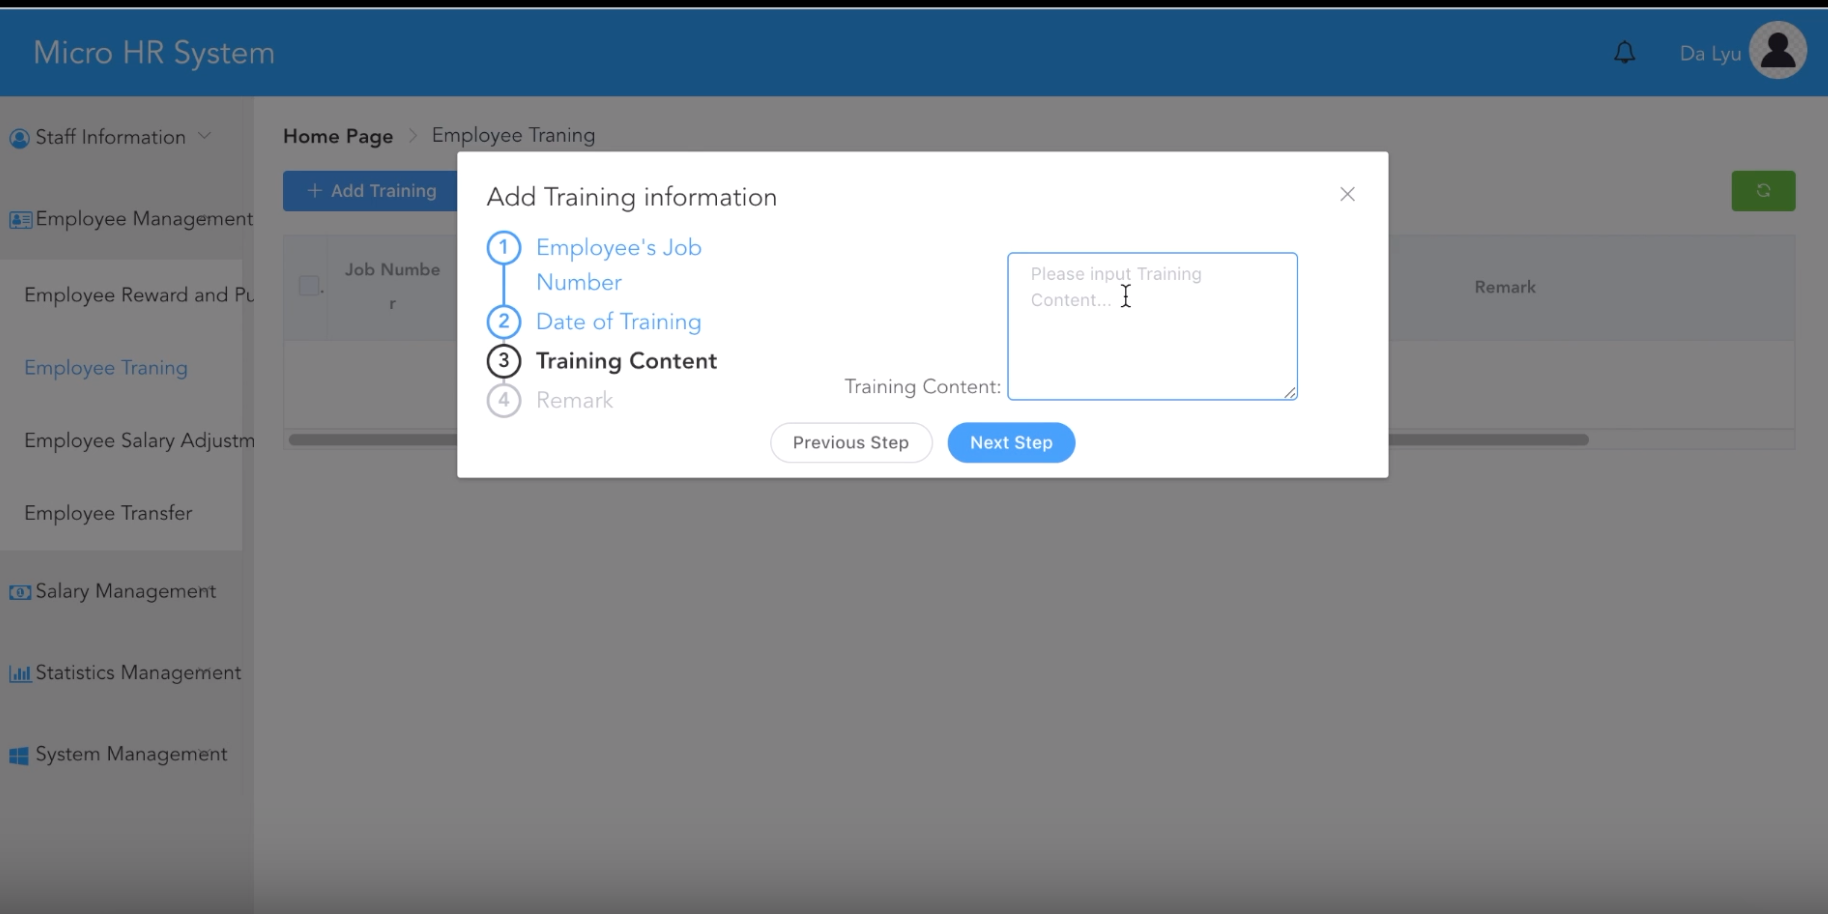 Micro HR System
Da Lyu
Staff Information
Home Page > Employee Traning
+ Add Training
Employee Management
Employee Reward and Pu
Employee Traning
Employee Salary Adjustm
Employee Transfer
Salary Management
Statistics Management
System Management
Job Numbe
r
Remark
Add Training information
1 Employee's Job
Number
2 Date of Training
3 Training Content
4 Remark
Please input Training
Content...
Training Content:
Previous Step
Next Step